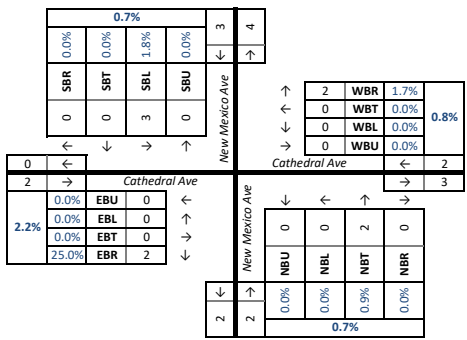 0.7%
0.0% 0.0% 1.8% 0.0%
SBR SBT SBL SBU
0 0 3 0
← ↓ → ↑
3 4
↓ ↑
New Mexico Ave
↑ 2 WBR 1.7%
← 0 WBT 0.0%
↓ 0 WBL 0.0%
→ 0 WBU 0.0%
0.8%
Cathedral Ave ← 2
→ 3
0 ←
2 → Cathedral Ave
2.2%
0.0% EBU 0 ←
0.0% EBL 0 ↑
0.0% EBT 0 →
25.0% EBR 2 ↓
New Mexico Ave
↓ ↑
2 2
↓ ← ↑ →
0 0 2 0
NBU NBL NBT NBR
0.0% 0.0% 0.9% 0.0%
0.7%